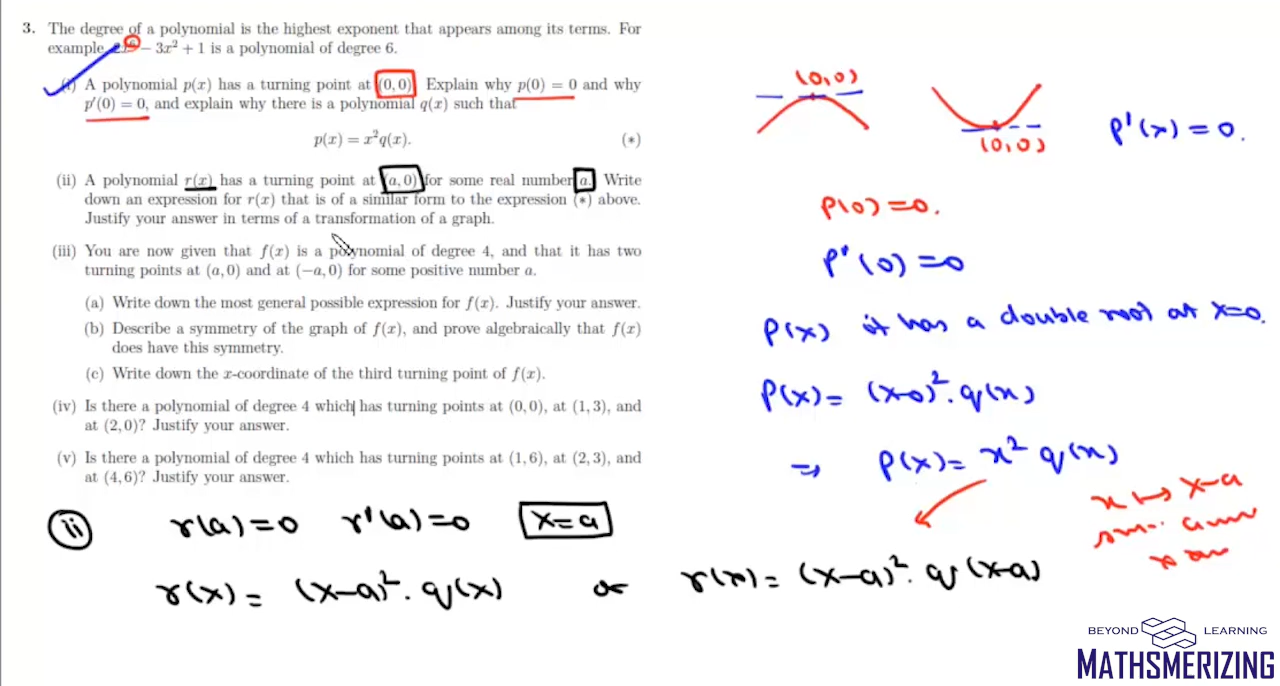 3. The degree of a polynomial is the highest exponent that appears among its terms. For
example, 2x⁶ − 3x² + 1 is a polynomial of degree 6.
(i) A polynomial p(x) has a turning point at (0, 0). Explain why p(0) = 0 and why
p′(0) = 0, and explain why there is a polynomial q(x) such that
p(x) = x²q(x). (*)
(ii) A polynomial r(x) has a turning point at (a, 0) for some real number a. Write
down an expression for r(x) that is of a similar form to the expression (*) above.
Justify your answer in terms of a transformation of a graph.
(iii) You are now given that f(x) is a polynomial of degree 4, and that it has two
turning points at (a, 0) and at (−a, 0) for some positive number a.
(a) Write down the most general possible expression for f(x). Justify your answer.
(b) Describe a symmetry of the graph of f(x), and prove algebraically that f(x)
does have this symmetry.
(c) Write down the x-coordinate of the third turning point of f(x).
(iv) Is there a polynomial of degree 4 which has turning points at (0, 0), at (1, 3), and
at (2, 0)? Justify your answer.
(v) Is there a polynomial of degree 4 which has turning points at (1, 6), at (2, 3), and
at (4, 6)? Justify your answer.
(0,0)
(0,0)
P'(x) = 0.
P(0) = 0.
P'(0) = 0
P(x) it has a double root at x=0.
P(x) = (x-0)². q(x)
⇒ P(x) = x² q(x)
x ↦ x-a
ii r(a)=0 r'(a)=0 x=a
r(x) = (x-a)². q(x) or r(x) = (x-a)². q(x-a)
BEYOND LEARNING
MATHSMERIZING